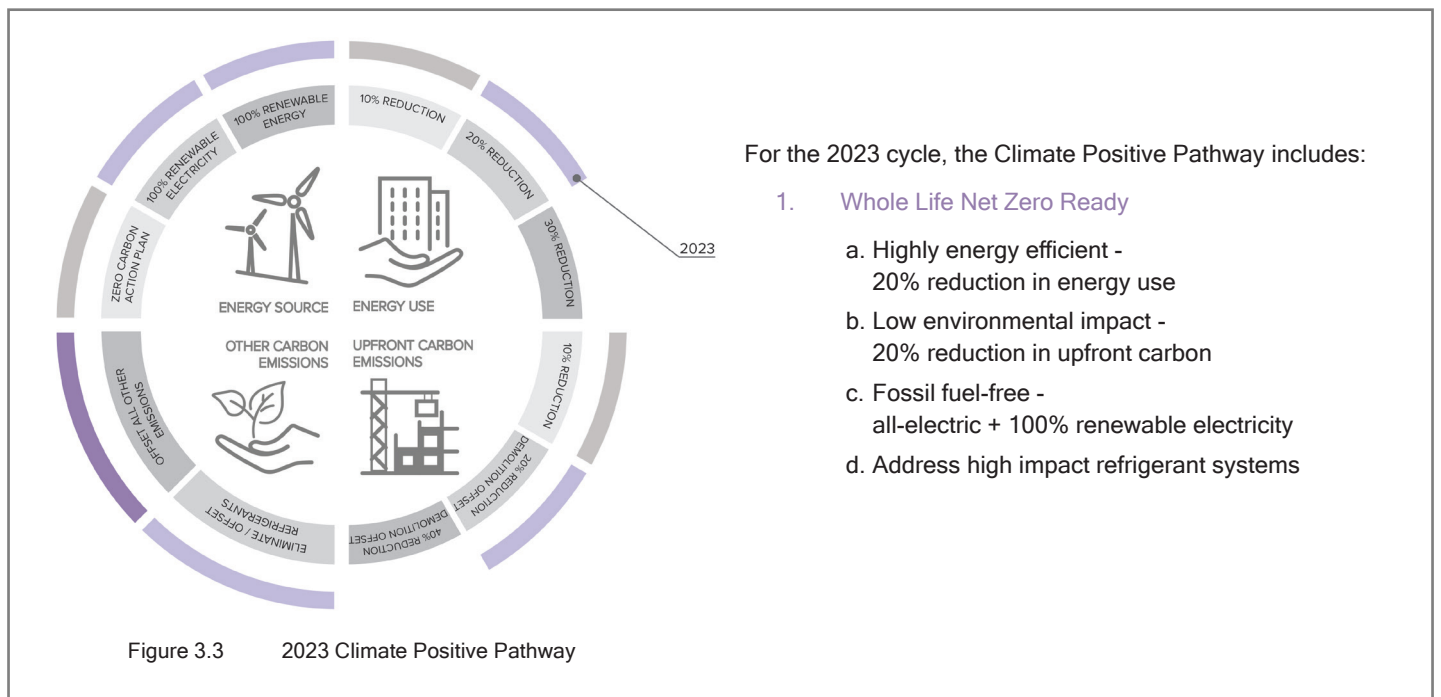 100% RENEWABLE
ENERGY
10% REDUCTION
100% RENEWABLE
ELECTRICITY
20% REDUCTION
ZERO CARBON
ACTION PLAN
30% REDUCTION
2023
ENERGY SOURCE
ENERGY USE
OTHER CARBON
EMISSIONS
UPFRONT CARBON
EMISSIONS
OFFSET ALL OTHER
EMISSIONS
10% REDUCTION
ELIMINATE / OFFSET
REFRIGERANTS
20% REDUCTION
DEMOLITION OFFSET
40% REDUCTION
DEMOLITION OFFSET
Figure 3.3 2023 Climate Positive Pathway
For the 2023 cycle, the Climate Positive Pathway includes:
1. Whole Life Net Zero Ready
a. Highly energy efficient -
20% reduction in energy use
b. Low environmental impact -
20% reduction in upfront carbon
c. Fossil fuel-free -
all-electric + 100% renewable electricity
d. Address high impact refrigerant systems